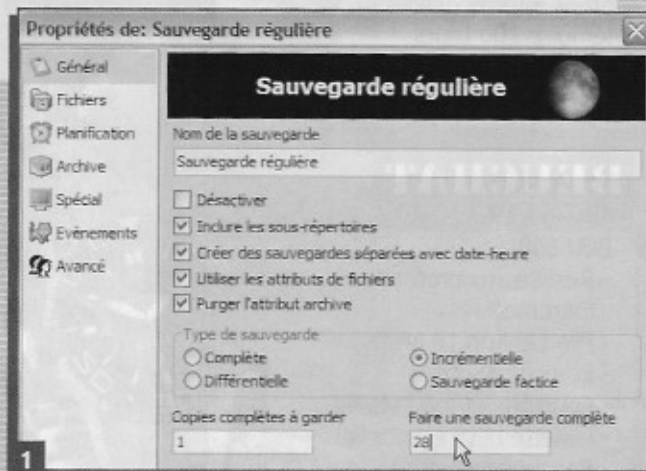 Propriétés de: Sauvegarde régulière
Général
Fichiers
Planification
Archive
Spécial
Evènements
Avancé
Sauvegarde régulière
Nom de la sauvegarde
Sauvegarde régulière
Désactiver
Inclure les sous-répertoires
Créer des sauvegardes séparées avec date-heure
Utiliser les attributs de fichiers
Purger l'attribut archive
Type de sauvegarde
Complète
Incrémentielle
Différentielle
Sauvegarde factice
Copies complètes à garder
Faire une sauvegarde complète
1
28
1